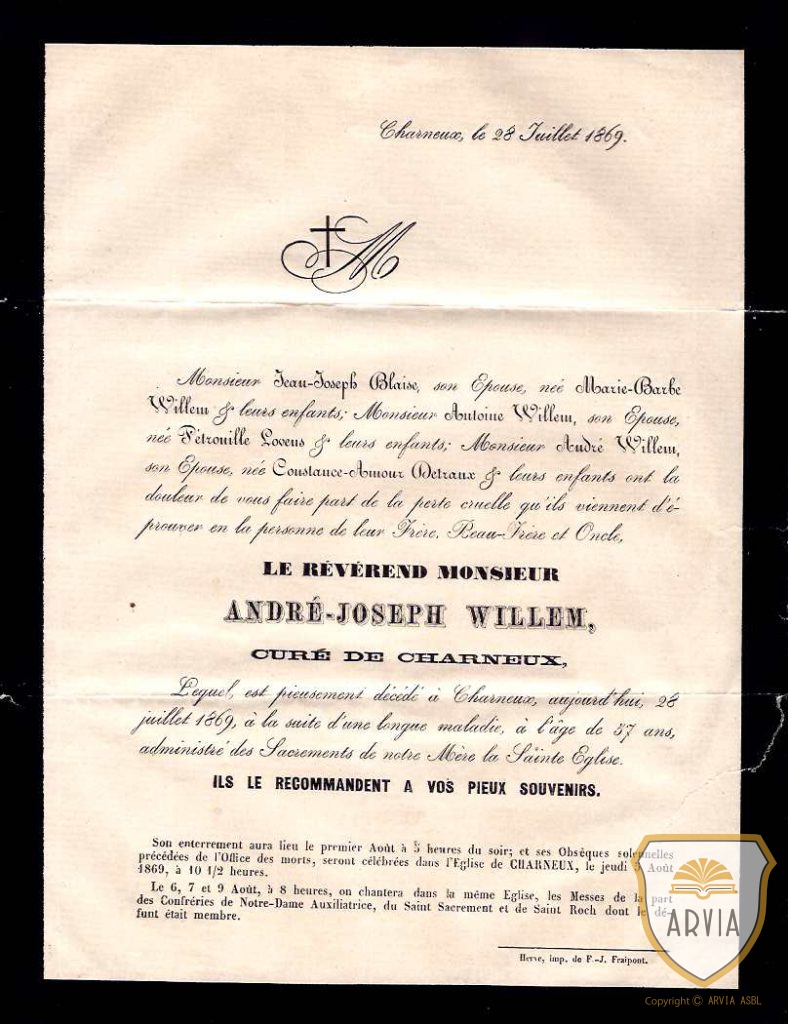 Charneux, le 28 Juillet 1869.
M
Monsieur Jean-Joseph Blaise, son Epouse, née Marie-Barbe
Willem & leurs enfants; Monsieur Antoine Willem, son Epouse,
née Pétronille Lovens & leurs enfants; Monsieur André Willem,
son Epouse, née Constance-Amour Detraux & leurs enfants ont la
douleur de vous faire part de la perte cruelle qu'ils viennent d'é-
prouver en la personne de leur Frère, Beau-Frère et Oncle,
LE RÉVÉREND MONSIEUR
ANDRÉ-JOSEPH WILLEM,
CURÉ DE CHARNEUX,
Lequel, est pieusement décédé à Charneux, aujourd'hui, 28
juillet 1869, à la suite d'une longue maladie, à l'âge de 57 ans,
administré des Sacrements de notre Mère la Sainte Eglise.
ILS LE RECOMMANDENT A VOS PIEUX SOUVENIRS.
Son enterrement aura lieu le premier Août à 5 heures du soir; et ses Obsèques solennelles
précédées de l'Office des morts, seront célébrées dans l'Eglise de CHARNEUX, le jeudi 5 Août
1869, à 10 1/2 heures.
Le 6, 7 et 9 Août, à 8 heures, on chantera dans la même Eglise, les Messes de la part
des Confréries de Notre-Dame Auxiliatrice, du Saint Sacrement et de Saint Roch dont le dé-
funt était membre.
Herve, imp. de F.-J. Fraipont.
ARVIA
Copyright © ARVIA ASBL